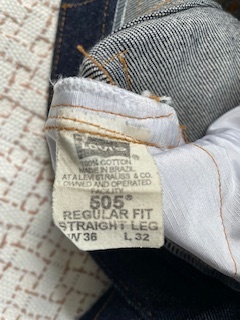 Levi's
100% COTTON
MADE IN BRAZIL
AT A LEVI STRAUSS & CO.
OWNED AND OPERATED
FACILITY
505®
REGULAR FIT
STRAIGHT LEG
W 36 L 32